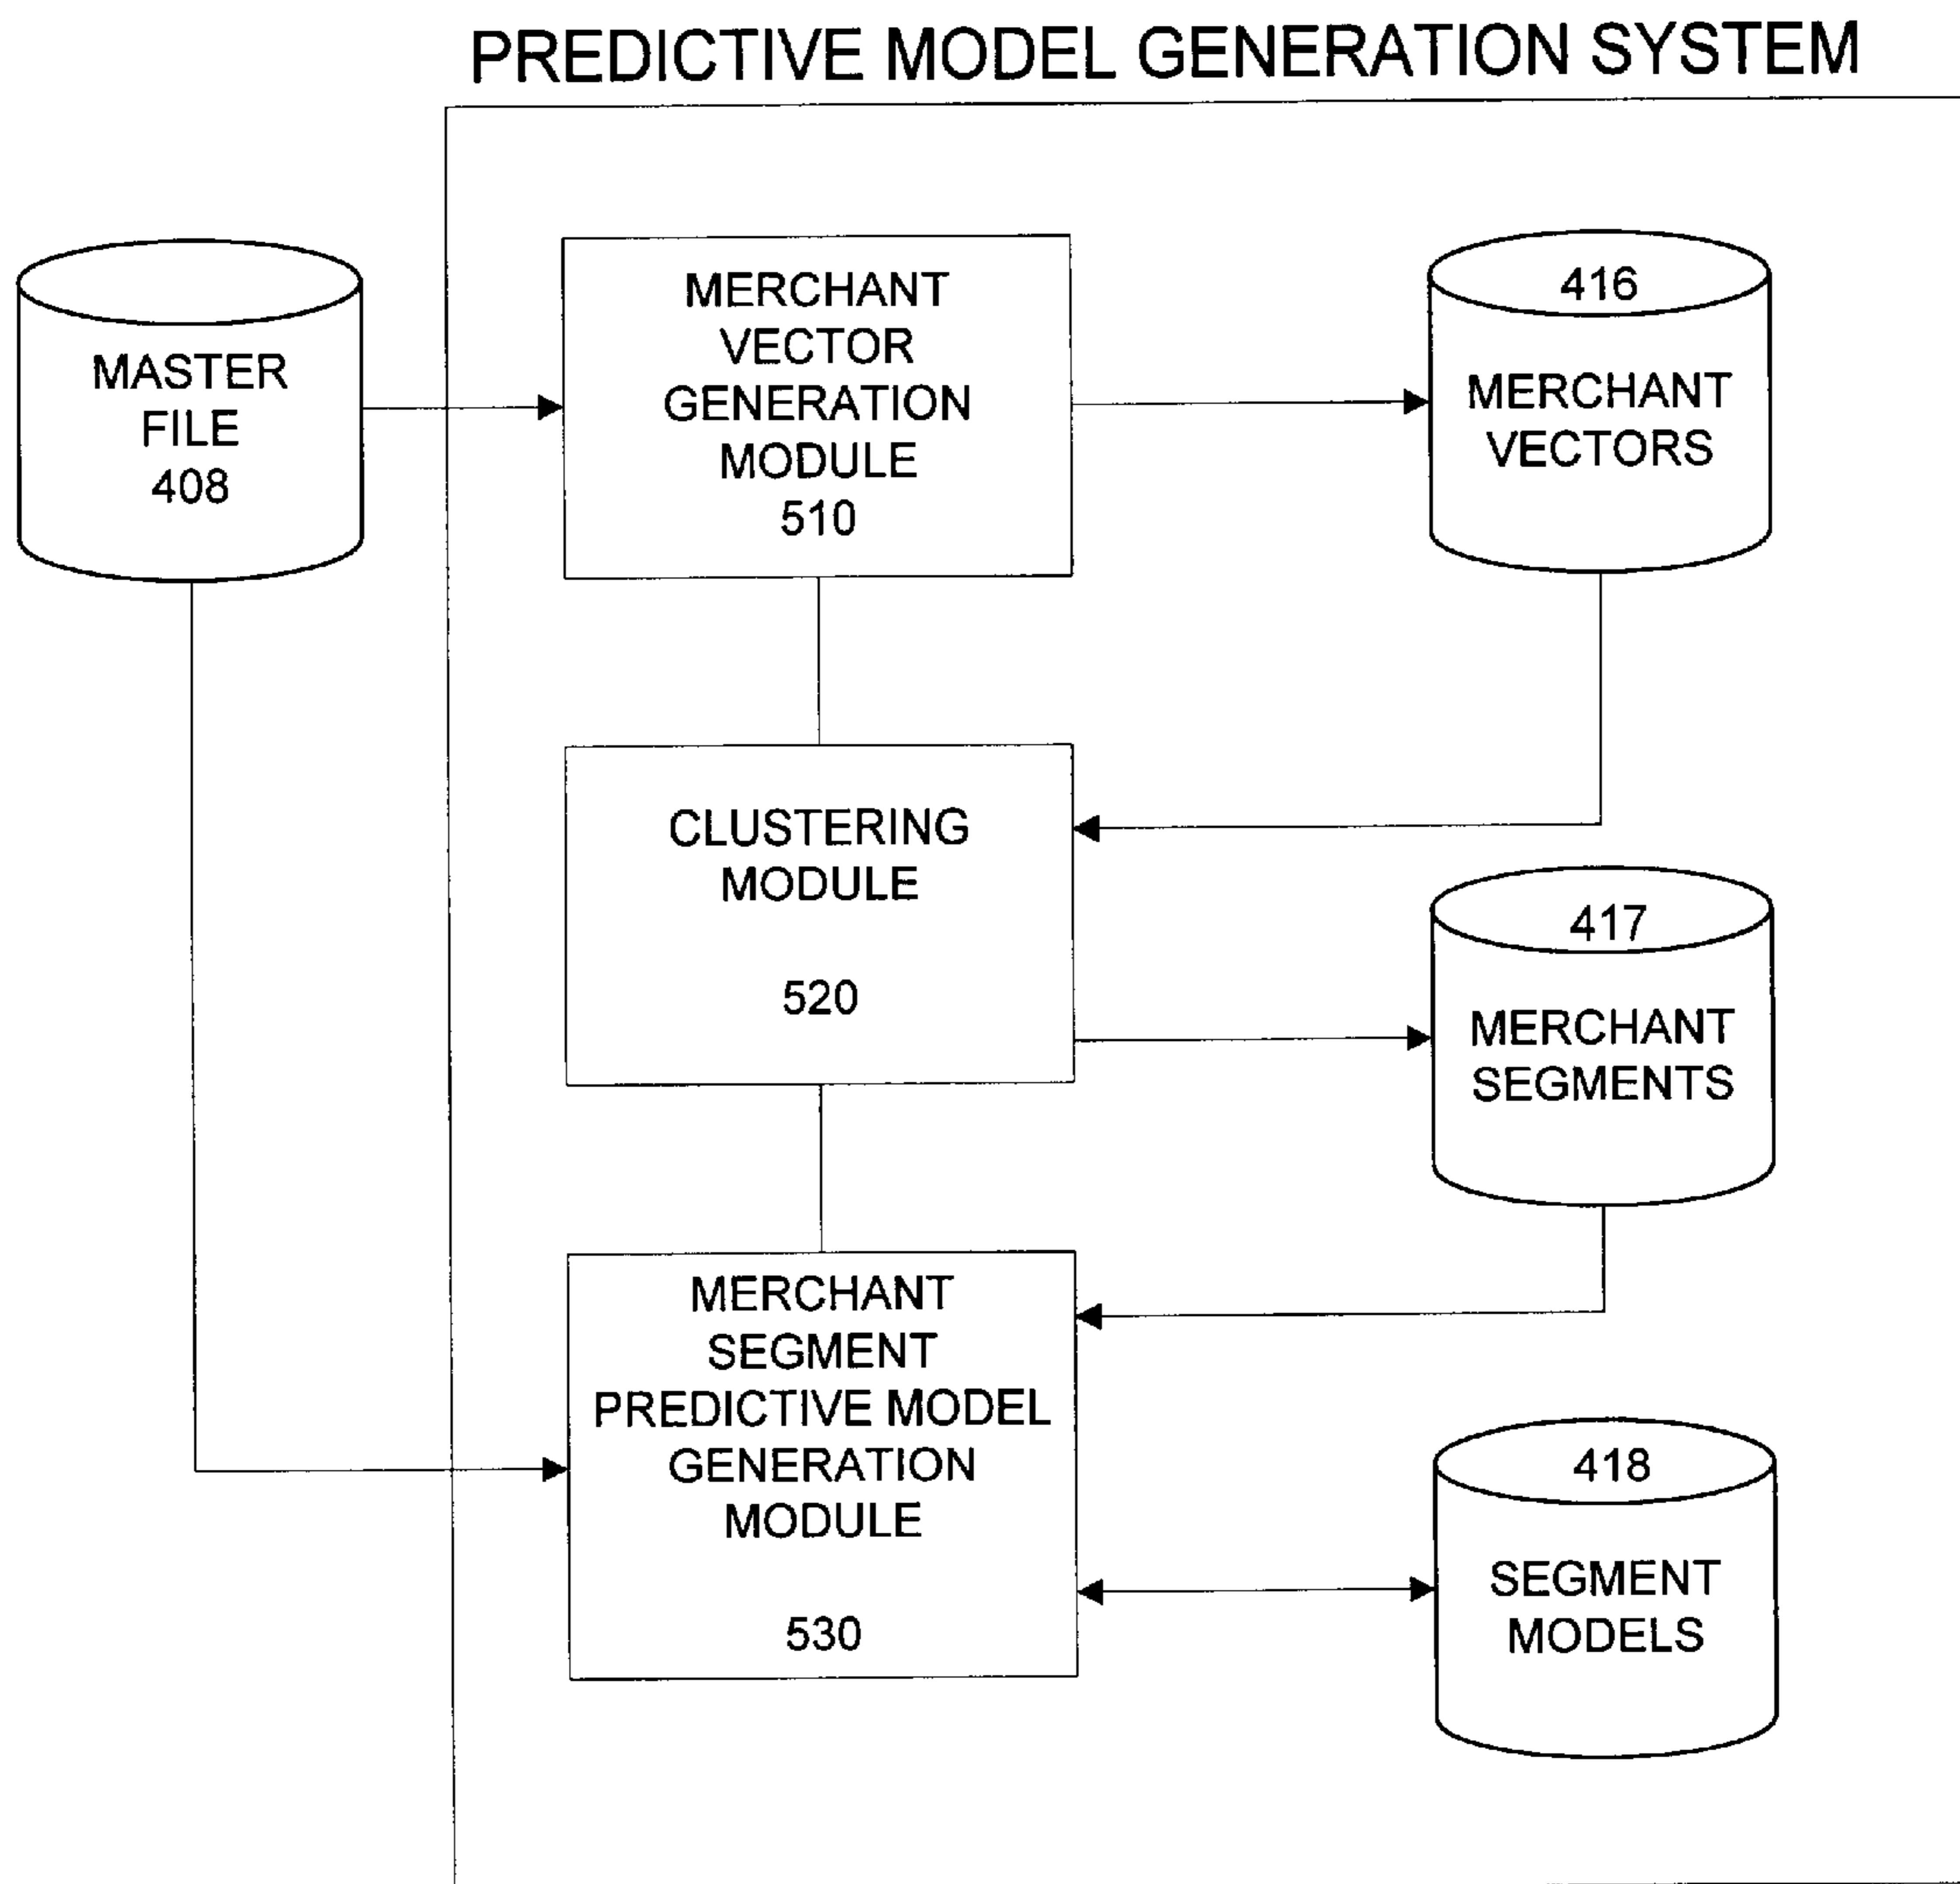 PREDICTIVE MODEL GENERATION SYSTEM
MASTER
FILE
408
MERCHANT
VECTOR
GENERATION
MODULE
510
416
MERCHANT
VECTORS
CLUSTERING
MODULE
520
417
MERCHANT
SEGMENTS
MERCHANT
SEGMENT
PREDICTIVE MODEL
GENERATION
MODULE
530
418
SEGMENT
MODELS